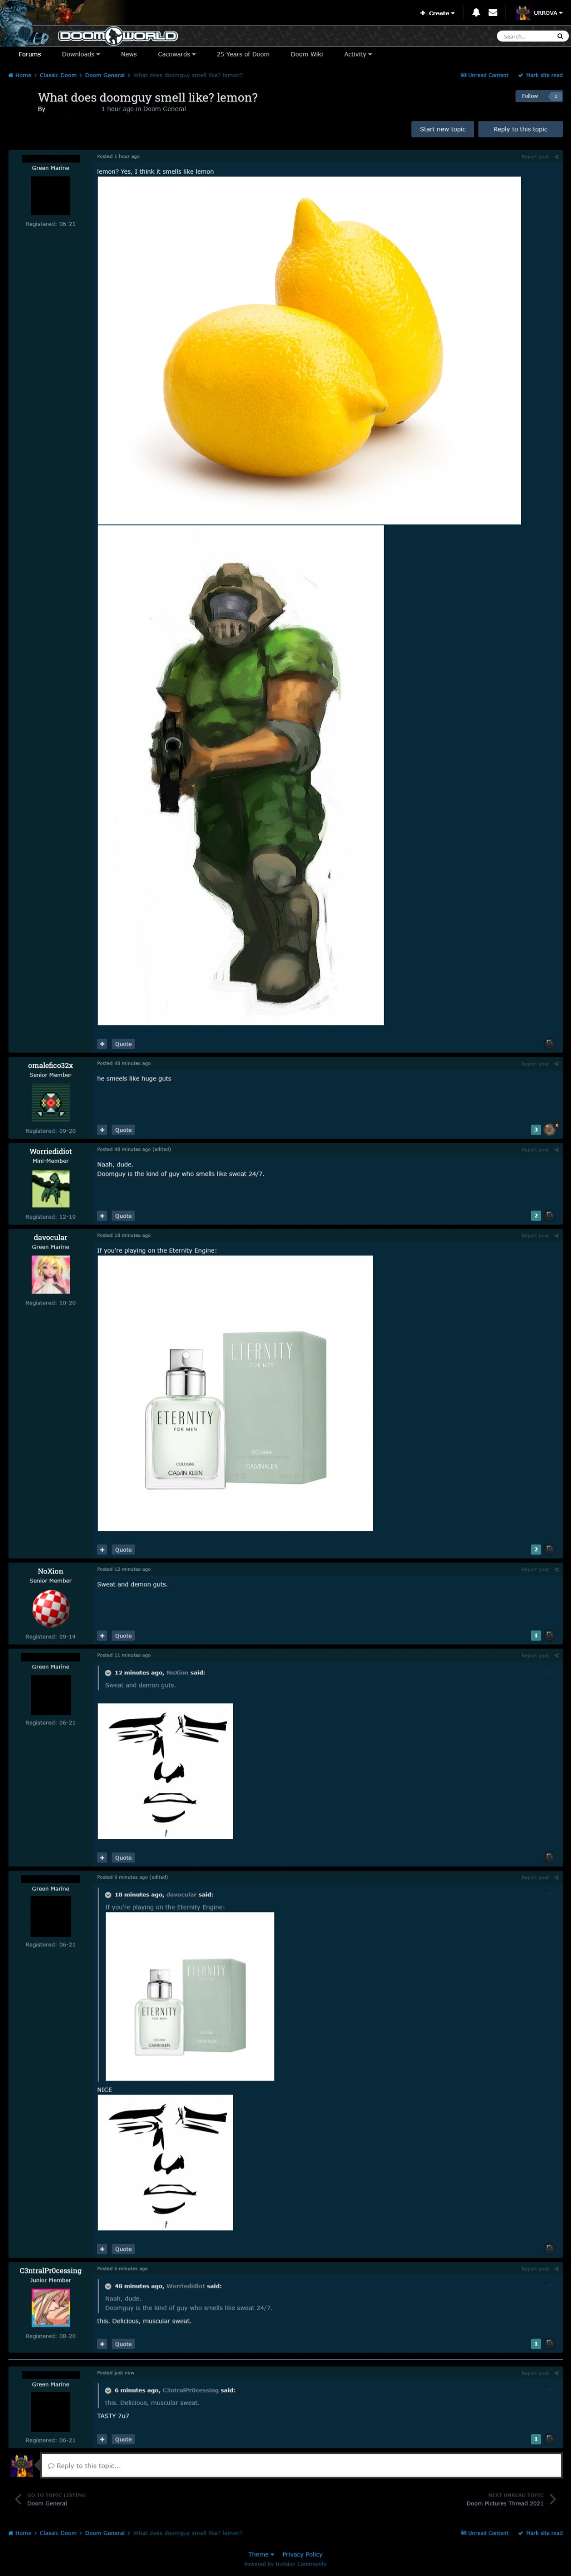 + Create
URROVA
DOOMWORLD
Search...
Forums Downloads News Cacowards 25 Years of Doom Doom Wiki Activity
Home > Classic Doom > Doom General > What does doomguy smell like? lemon?
Unread Content Mark site read
What does doomguy smell like? lemon?
By 1 hour ago in Doom General
Follow
Start new topic Reply to this topic
Green Marine
Registered: 06-21
Posted 1 hour ago
Report post
lemon? Yes, I think it smells like lemon
+ Quote
omalefico32x
Senior Member
Registered: 09-20
Posted 48 minutes ago
Report post
he smeels like huge guts
+ Quote
3
Worriedidiot
Mini-Member
Registered: 12-19
Posted 48 minutes ago (edited)
Report post
Naah, dude.
Doomguy is the kind of guy who smells like sweat 24/7.
+ Quote
2
davocular
Green Marine
Registered: 10-20
Posted 18 minutes ago
Report post
If you're playing on the Eternity Engine:
ETERNITY
FOR MEN
COLOGNE
CALVIN KLEIN
ETERNITY
FOR MEN
COLOGNE
CALVIN KLEIN
+ Quote
2
NoXion
Senior Member
Registered: 09-14
Posted 12 minutes ago
Report post
Sweat and demon guts.
+ Quote
1
Green Marine
Registered: 06-21
Posted 11 minutes ago
Report post
12 minutes ago, NoXion said:
Sweat and demon guts.
+ Quote
Green Marine
Registered: 06-21
Posted 9 minutes ago (edited)
Report post
18 minutes ago, davocular said:
If you're playing on the Eternity Engine:
ETERNITY
FOR MEN
ETERNITY
FOR MEN
CALVIN KLEIN
NICE
+ Quote
C3ntralPr0cessing
Junior Member
Registered: 08-20
Posted 6 minutes ago
Report post
48 minutes ago, Worriedidiot said:
Naah, dude.
Doomguy is the kind of guy who smells like sweat 24/7.
this. Delicious, muscular sweat.
+ Quote
1
Green Marine
Registered: 06-21
Posted just now
Report post
6 minutes ago, C3ntralPr0cessing said:
this. Delicious, muscular sweat.
TASTY 7u7
+ Quote
1
Reply to this topic...
GO TO TOPIC LISTING
Doom General
NEXT UNREAD TOPIC
Doom Pictures Thread 2021
Home > Classic Doom > Doom General > What does doomguy smell like? lemon?
Unread Content Mark site read
Theme Privacy Policy
Powered by Invision Community